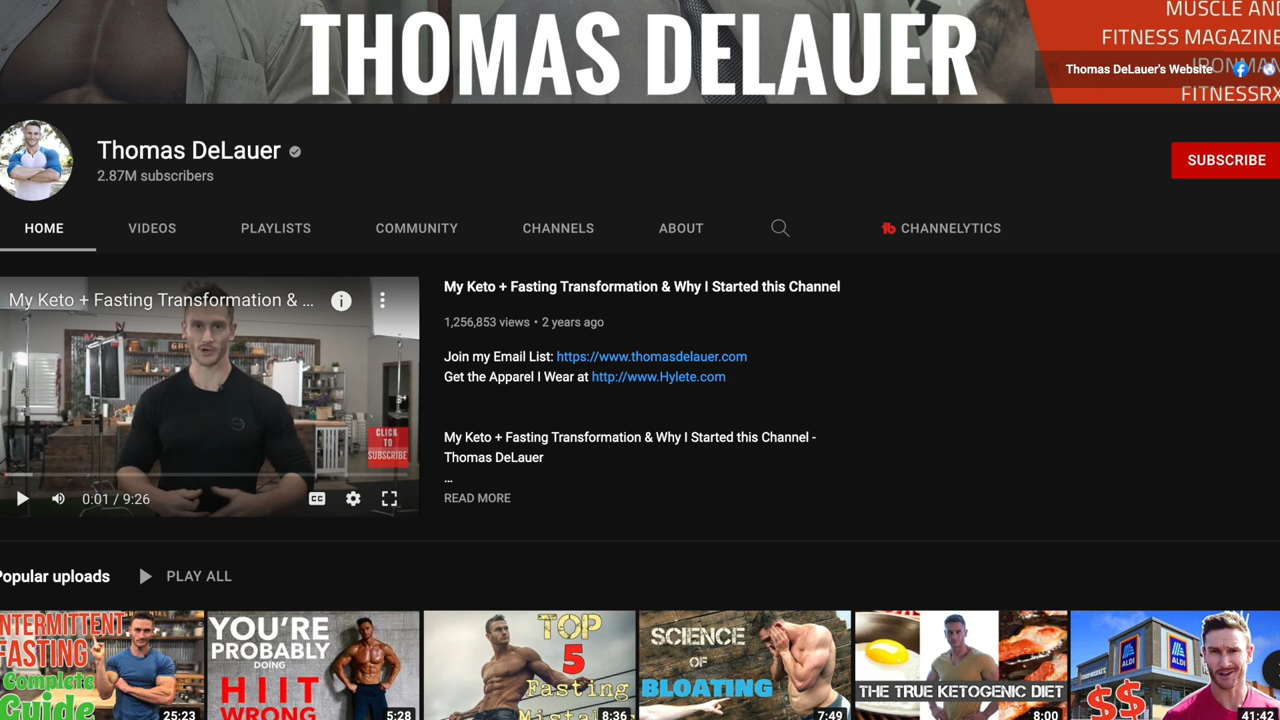 THOMAS DELAUER
MUSCLE AND
FITNESS MAGAZINE
IRONMAN
FITNESSRX
Thomas DeLauer's Website
Thomas DeLauer
2.87M subscribers
SUBSCRIBE
HOME VIDEOS PLAYLISTS COMMUNITY CHANNELS ABOUT CHANNELYTICS
My Keto + Fasting Transformation & ...
CLICK
TO
SUBSCRIBE
0:01 / 9:26
CC
My Keto + Fasting Transformation & Why I Started this Channel
1,256,853 views • 2 years ago
Join my Email List: https://www.thomasdelauer.com
Get the Apparel I Wear at http://www.Hylete.com
My Keto + Fasting Transformation & Why I Started this Channel -
Thomas DeLauer
...
READ MORE
Popular uploads PLAY ALL
INTERMITTENT
FASTING
Complete
Guide
25:23
YOU'RE
PROBABLY
DOING
HIIT
WRONG
5:28
TOP
5
Fasting
Mistakes
8:36
SCIENCE
OF
BLOATING
7:49
THE TRUE KETOGENIC DIET
8:00
ALDI
ALDI
$$
41:42